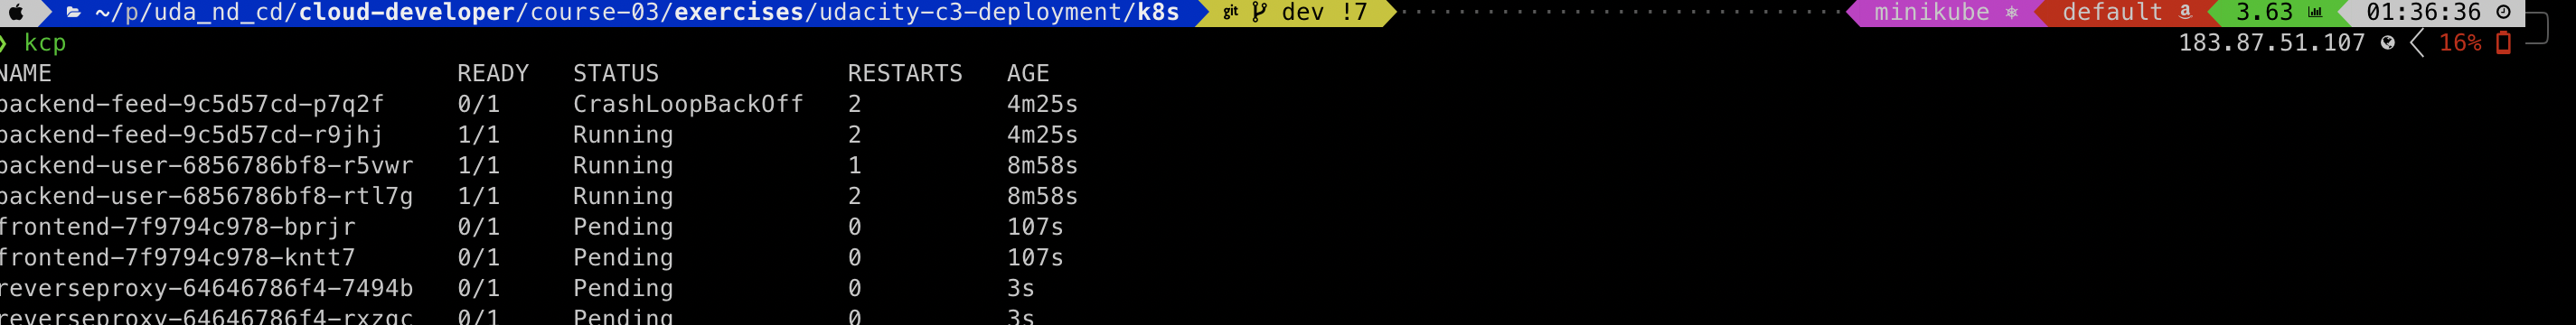 ~/p/uda_nd_cd/cloud-developer/course-03/exercises/udacity-c3-deployment/k8s git dev !7 minikube default 3.63 01:36:36
❯ kcp 183.87.51.107 16%
NAME READY STATUS RESTARTS AGE
backend-feed-9c5d57cd-p7q2f 0/1 CrashLoopBackOff 2 4m25s
backend-feed-9c5d57cd-r9jhj 1/1 Running 2 4m25s
backend-user-6856786bf8-r5vwr 1/1 Running 1 8m58s
backend-user-6856786bf8-rtl7g 1/1 Running 2 8m58s
frontend-7f9794c978-bprjr 0/1 Pending 0 107s
frontend-7f9794c978-kntt7 0/1 Pending 0 107s
reverseproxy-64646786f4-7494b 0/1 Pending 0 3s
reverseproxy-64646786f4-rxzgc 0/1 Pending 0 3s